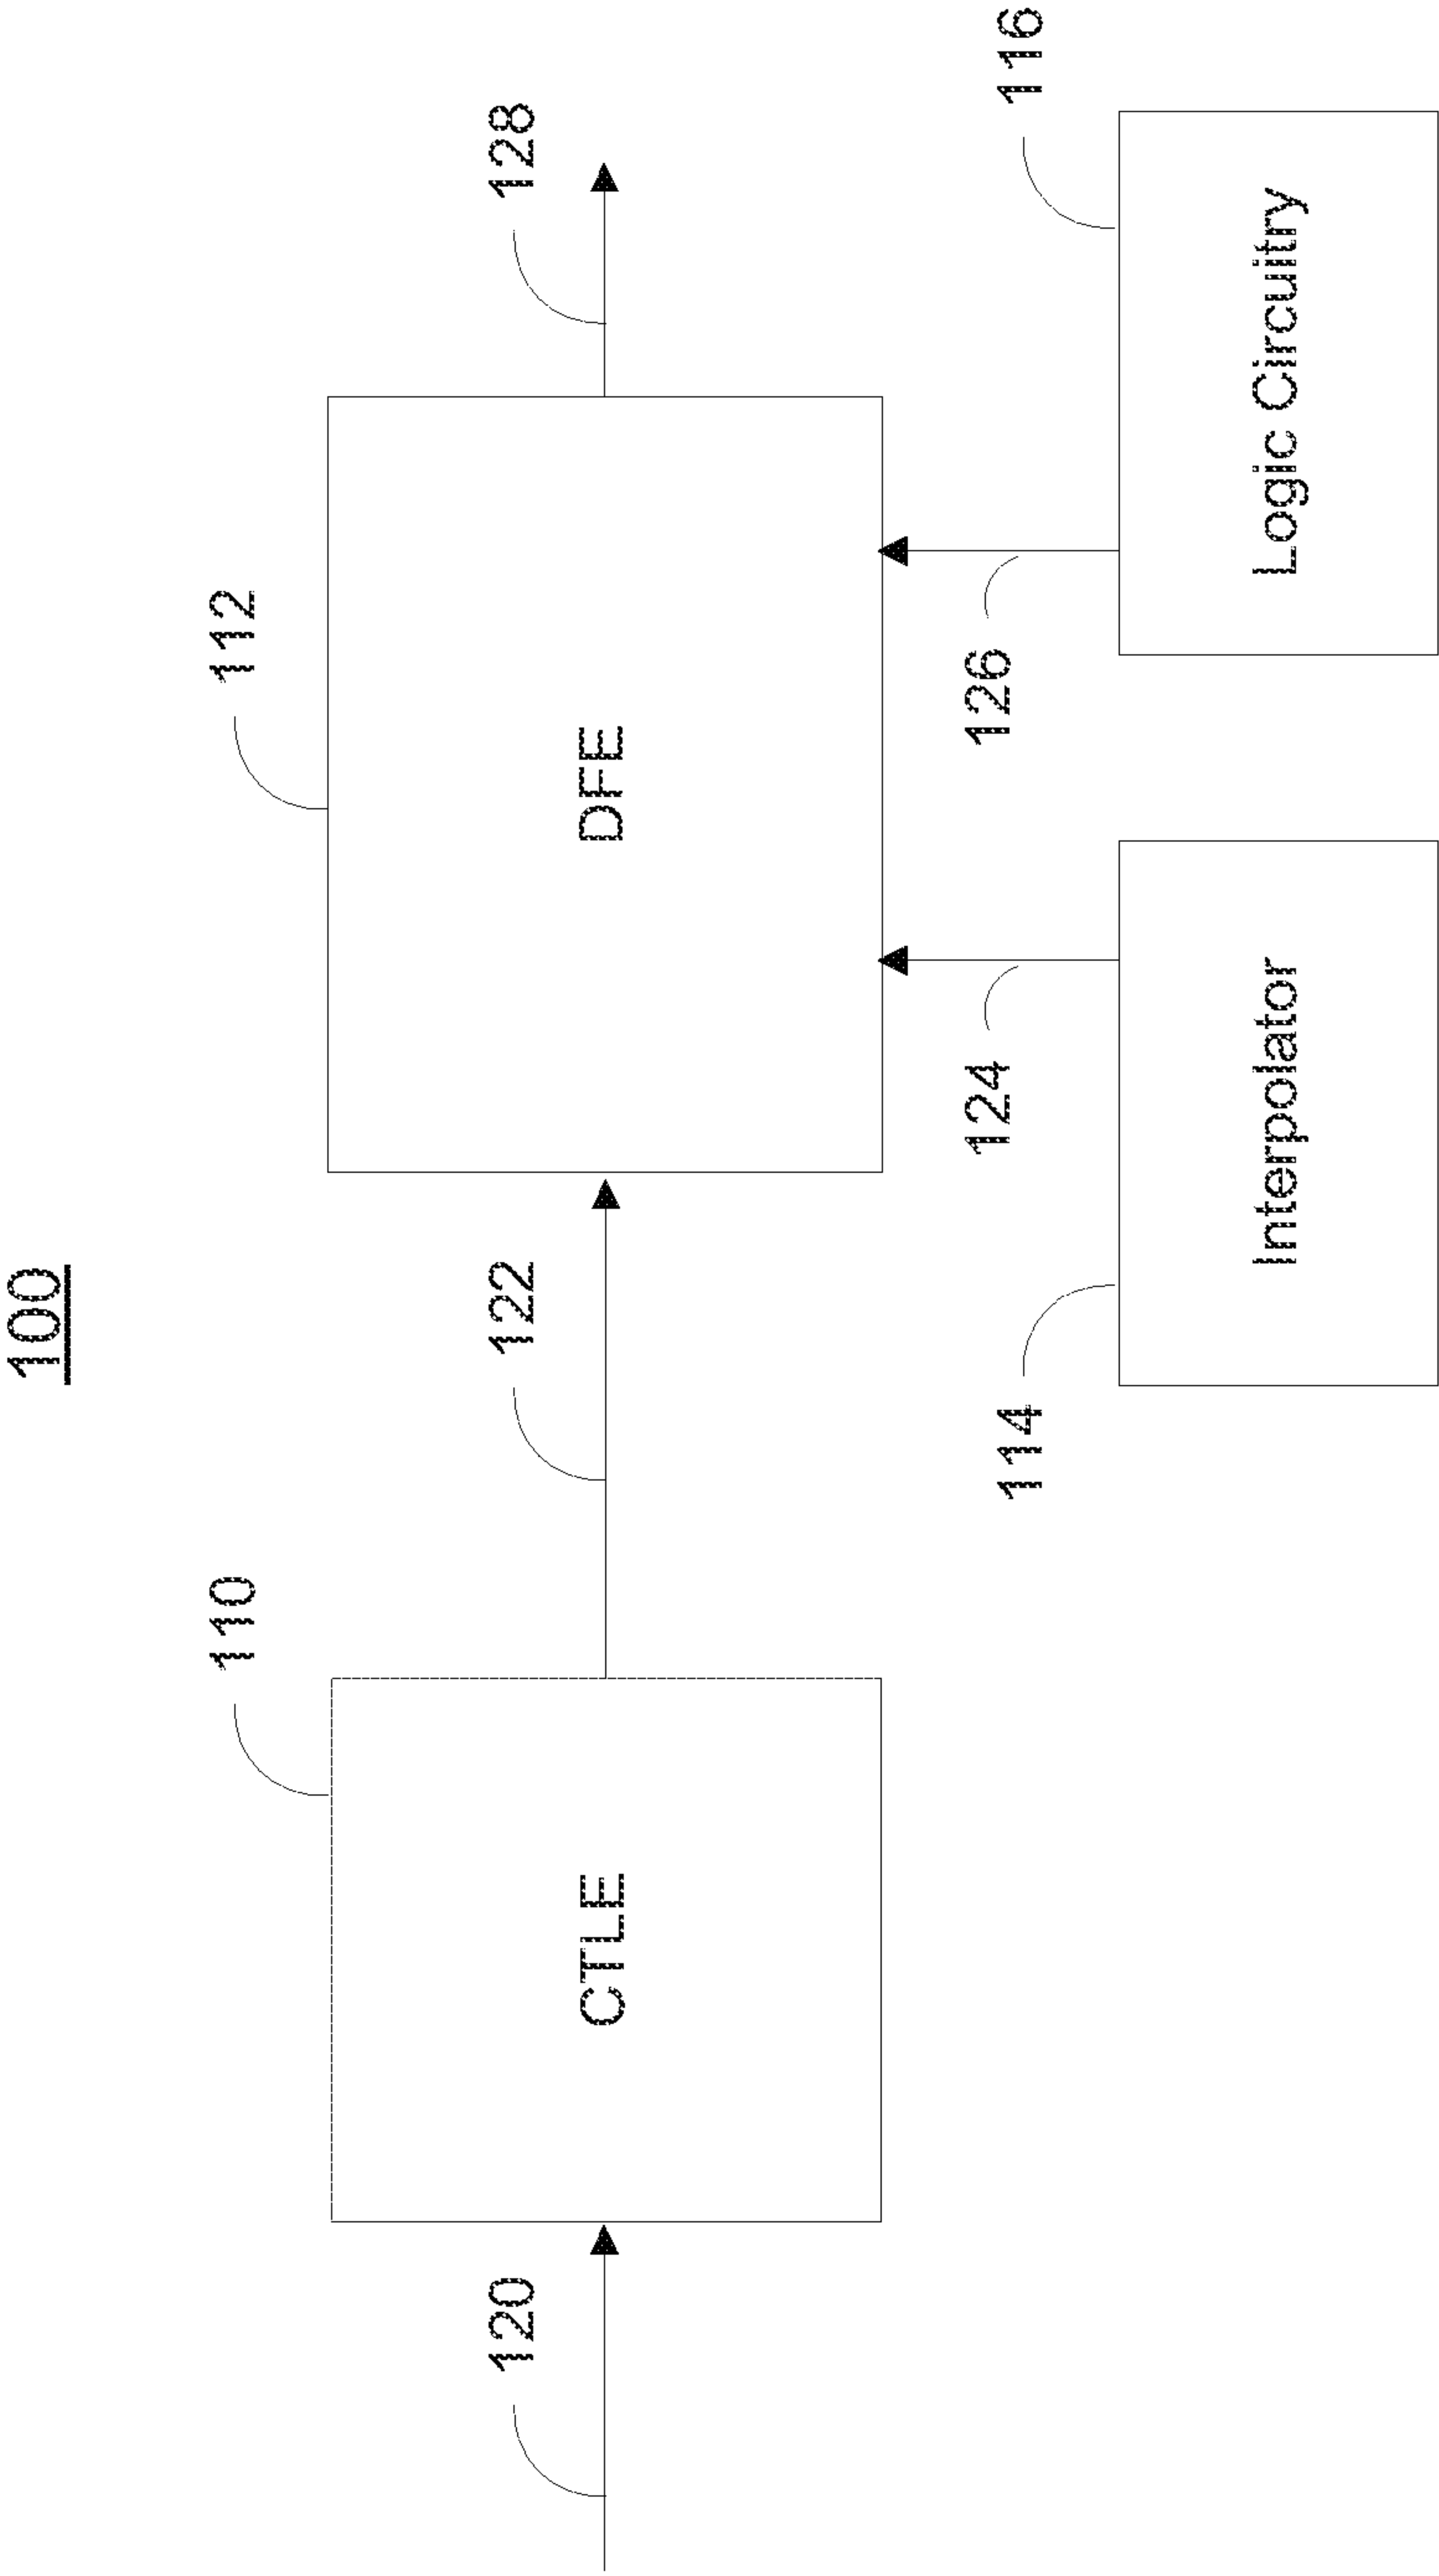 100
110
112
120
122
128
CTLE
DFE
124
126
114
116
Interpolator
Logic Circuitry